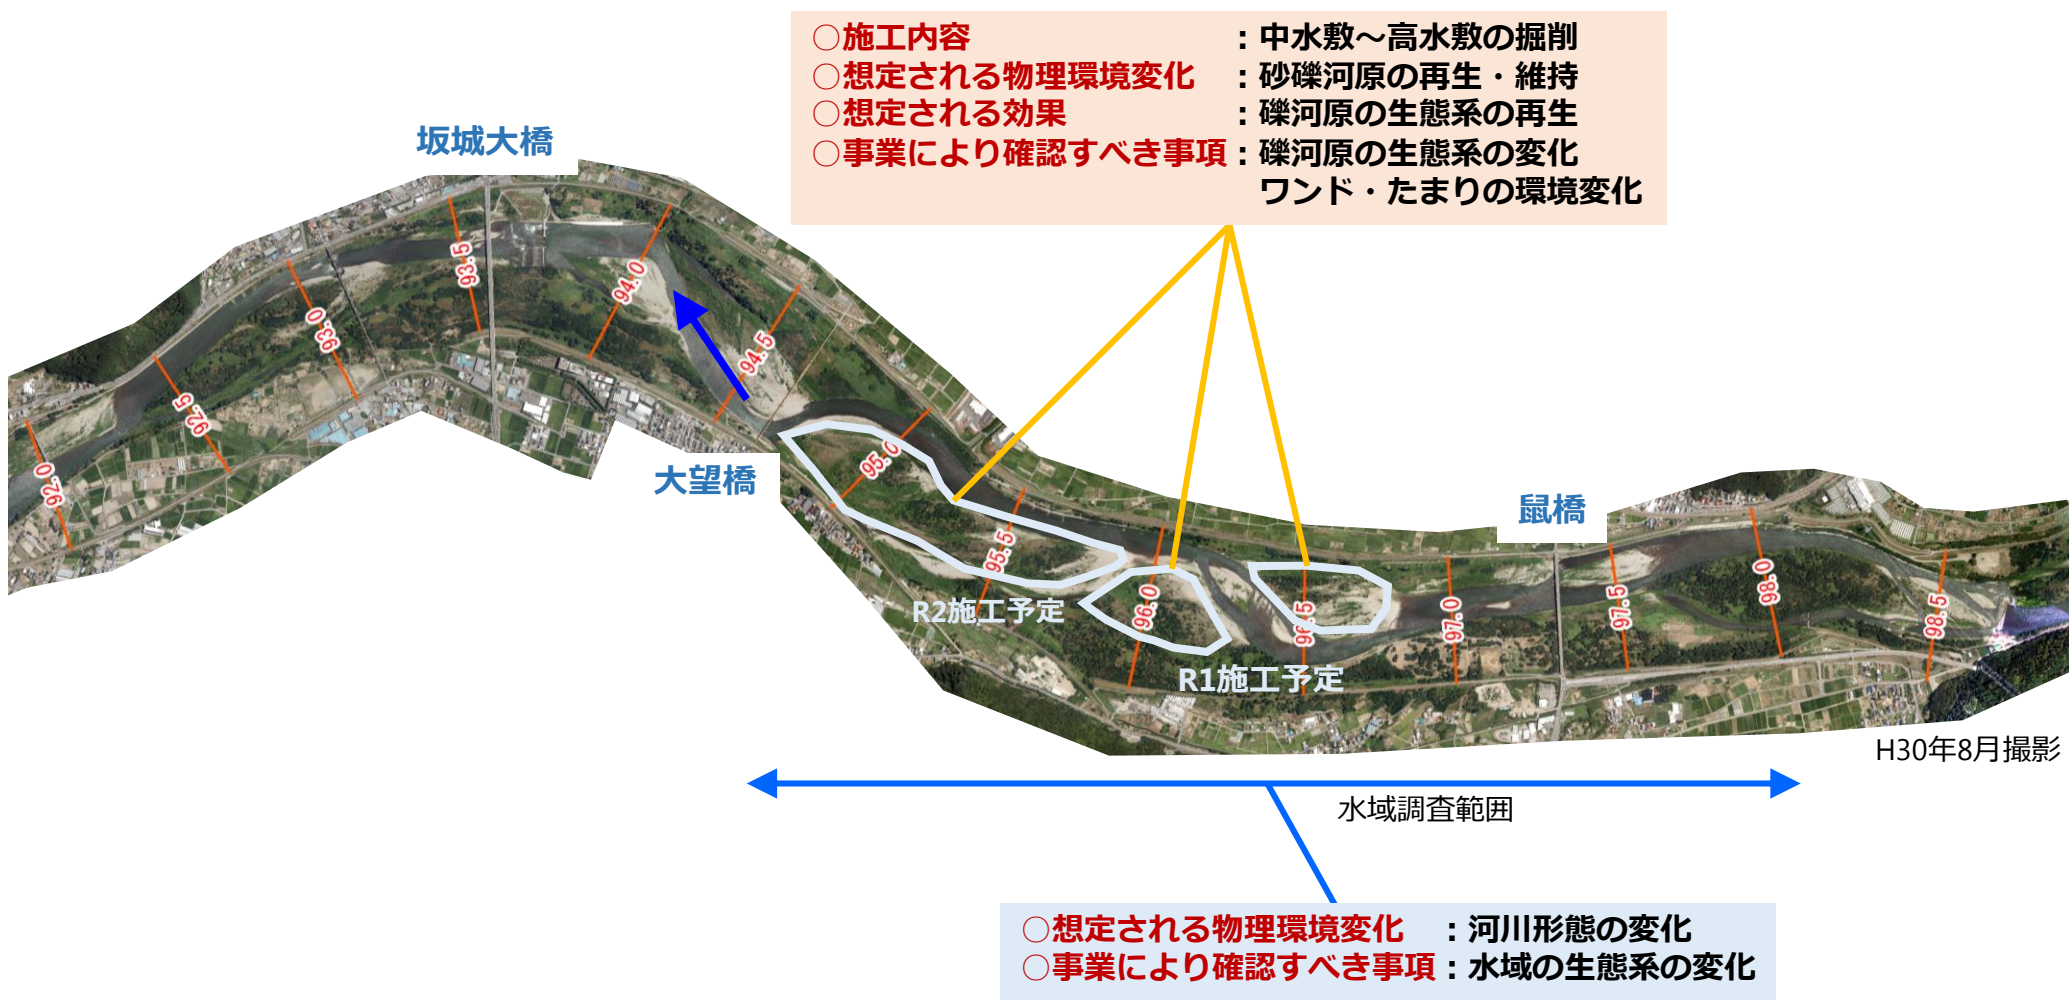 ○施工内容　　　　　　　：中水敷～高水敷の掘削
○想定される物理環境変化　：砂礫河原の再生・維持
○想定される効果　　　　　：礫河原の生態系の再生
○事業により確認すべき事項：礫河原の生態系の変化
ワンド・たまりの環境変化
坂城大橋
93.5
94.0
93.0
94.5
92.5
95.0
92.0
大望橋
鼠橋
95.5
96.0
96.5
97.0
97.5
98.0
98.5
R2施工予定
R1施工予定
H30年8月撮影
水域調査範囲
○想定される物理環境変化　：河川形態の変化
○事業により確認すべき事項：水域の生態系の変化